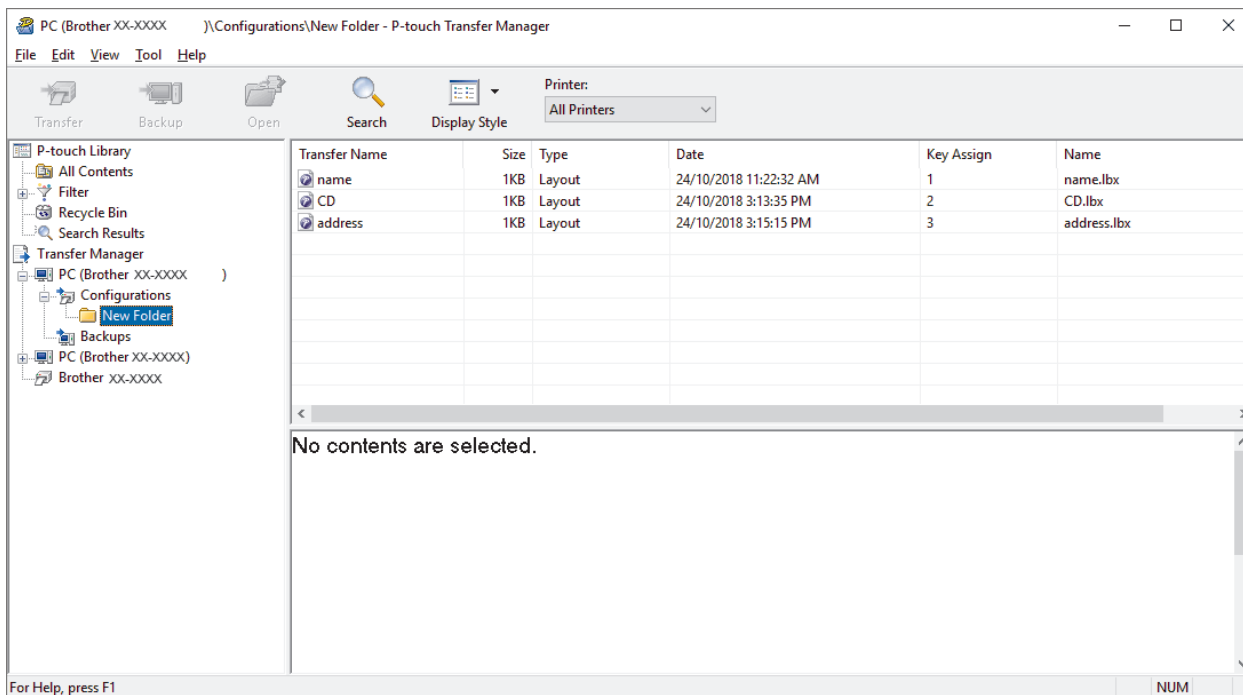 PC (Brother XX-XXXX )\Configurations\New Folder - P-touch Transfer Manager
File Edit View Tool Help
Transfer Backup Open Search Display Style
Printer:
All Printers
P-touch Library
All Contents
Filter
Recycle Bin
Search Results
Transfer Manager
PC (Brother XX-XXXX )
Configurations
New Folder
Backups
PC (Brother XX-XXXX)
Brother XX-XXXX
Transfer Name Size Type Date Key Assign Name
name 1KB Layout 24/10/2018 11:22:32 AM 1 name.lbx
CD 1KB Layout 24/10/2018 3:13:35 PM 2 CD.lbx
address 1KB Layout 24/10/2018 3:15:15 PM 3 address.lbx
No contents are selected.
For Help, press F1
NUM